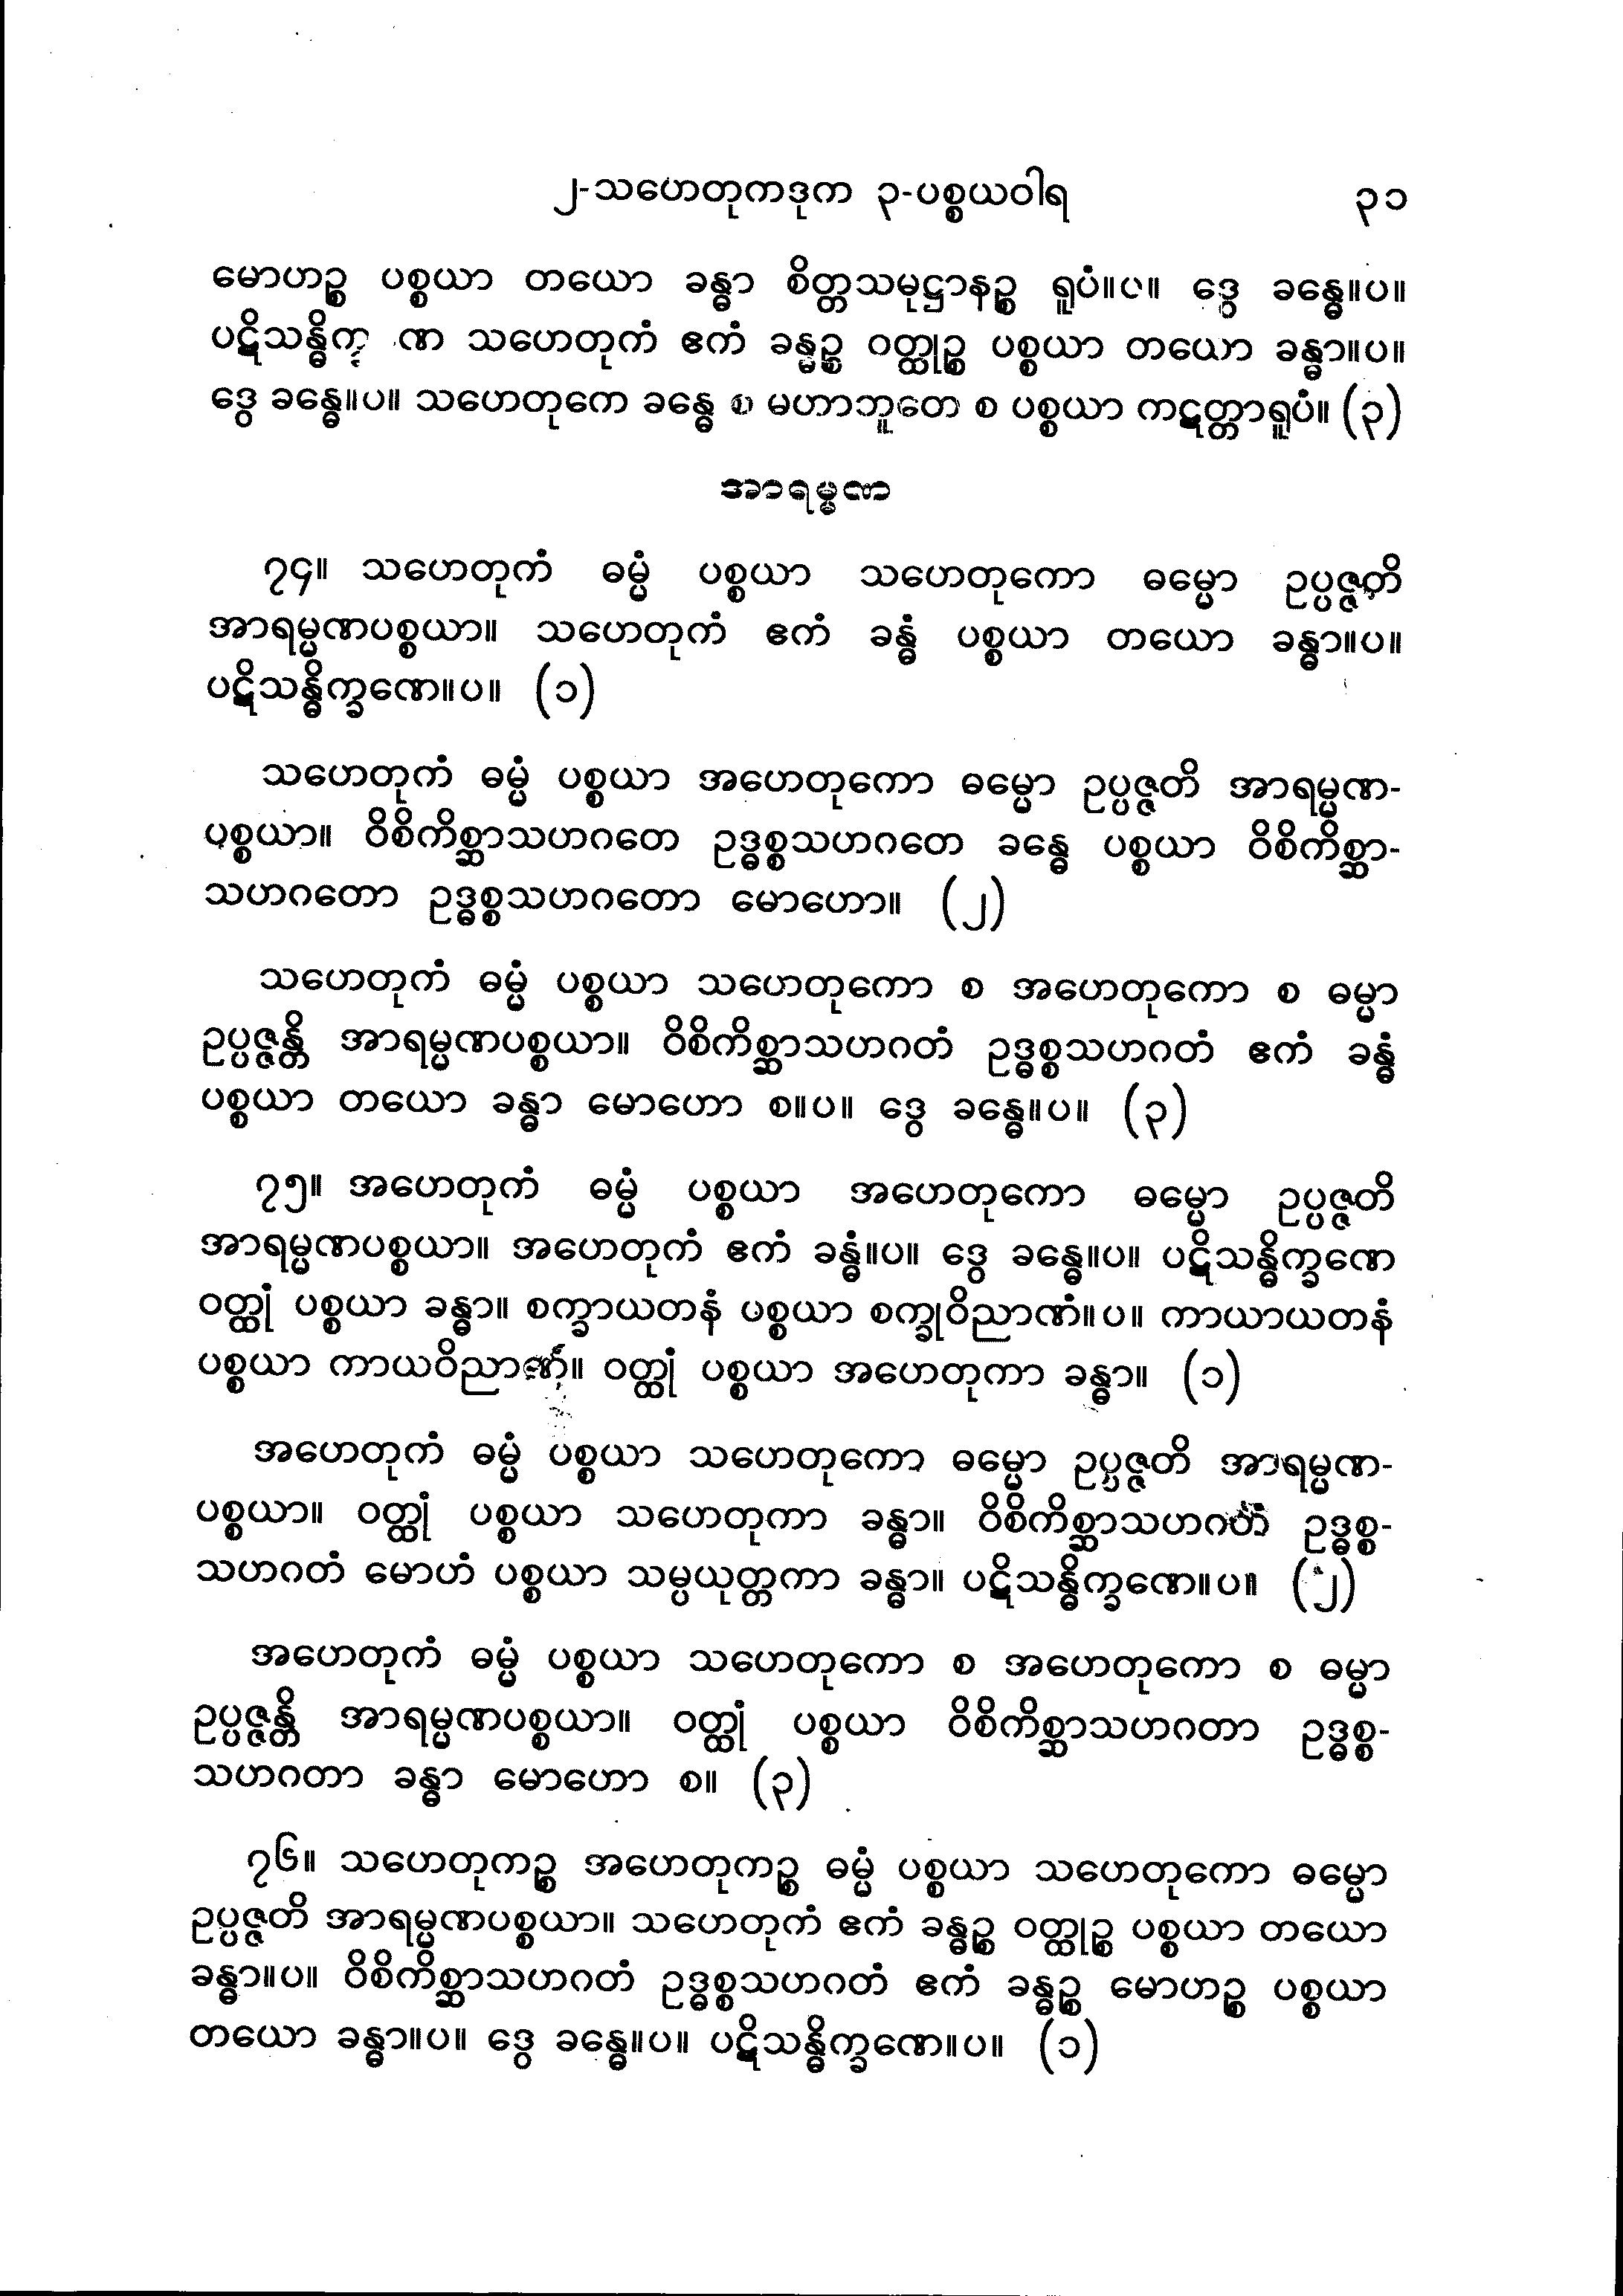 ၂-သဟေတုကဒုက ၃-ပစ္စယဝါရ ၃၁
မောဟဉ္စ ပစ္စယာ တယော ခန္ဓာ စိတ္တသမုဋ္ဌာနဉ္စ ရူပံ။ပ။ ဒွေ ခန္ဓေ။ပ။
ပဋိသန္ဓိက္ခဏေ သဟေတုကံ ဧကံ ခန္ဓဉ္စ ဝတ္ထုဉ္စ ပစ္စယာ တယော ခန္ဓာ။ပ။
ဒွေ ခန္ဓေ။ပ။ သဟေတုကေ ခန္ဓေ စ မဟာဘူတေ စ ပစ္စယာ ကဋတ္တာရူပံ။ (၃)
အာရမ္မဏ
၇၄။ သဟေတုကံ ဓမ္မံ ပစ္စယာ သဟေတုကော ဓမ္မော ဥပ္ပဇ္ဇတိ
အာရမ္မဏပစ္စယာ။ သဟေတုကံ ဧကံ ခန္ဓံ ပစ္စယာ တယော ခန္ဓာ။ပ။
ပဋိသန္ဓိက္ခဏေ။ပ။ (၁)
သဟေတုကံ ဓမ္မံ ပစ္စယာ အဟေတုကော ဓမ္မော ဥပ္ပဇ္ဇတိ အာရမ္မဏ-
ပစ္စယာ။ ဝိစိကိစ္ဆာသဟဂတေ ဥဒ္ဓစ္စသဟဂတေ ခန္ဓေ ပစ္စယာ ဝိစိကိစ္ဆာ-
သဟဂတော ဥဒ္ဓစ္စသဟဂတော မောဟော။ (၂)
သဟေတုကံ ဓမ္မံ ပစ္စယာ သဟေတုကော စ အဟေတုကော စ ဓမ္မာ
ဥပ္ပဇ္ဇန္တိ အာရမ္မဏပစ္စယာ။ ဝိစိကိစ္ဆာသဟဂတံ ဥဒ္ဓစ္စသဟဂတံ ဧကံ ခန္ဓံ
ပစ္စယာ တယော ခန္ဓာ မောဟော စ။ပ။ ဒွေ ခန္ဓေ။ပ။ (၃)
၇၅။ အဟေတုကံ ဓမ္မံ ပစ္စယာ အဟေတုကော ဓမ္မော ဥပ္ပဇ္ဇတိ
အာရမ္မဏပစ္စယာ။ အဟေတုကံ ဧကံ ခန္ဓံ။ပ။ ဒွေ ခန္ဓေ။ပ။ ပဋိသန္ဓိက္ခဏေ
ဝတ္ထုံ ပစ္စယာ ခန္ဓာ။ စက္ခာယတနံ ပစ္စယာ စက္ခုဝိညာဏံ။ပ။ ကာယာယတနံ
ပစ္စယာ ကာယဝိညာဏံ။ ဝတ္ထုံ ပစ္စယာ အဟေတုကာ ခန္ဓာ။ (၁)
အဟေတုကံ ဓမ္မံ ပစ္စယာ သဟေတုကော ဓမ္မော ဥပ္ပဇ္ဇတိ အာရမ္မဏ-
ပစ္စယာ။ ဝတ္ထုံ ပစ္စယာ သဟေတုကာ ခန္ဓာ။ ဝိစိကိစ္ဆာသဟဂတံ ဥဒ္ဓစ္စ-
သဟဂတံ မောဟံ ပစ္စယာ သမ္ပယုတ္တကာ ခန္ဓာ။ ပဋိသန္ဓိက္ခဏေ။ပ။ (၂)
အဟေတုကံ ဓမ္မံ ပစ္စယာ သဟေတုကော စ အဟေတုကော စ ဓမ္မာ
ဥပ္ပဇ္ဇန္တိ အာရမ္မဏပစ္စယာ။ ဝတ္ထုံ ပစ္စယာ ဝိစိကိစ္ဆာသဟဂတာ ဥဒ္ဓစ္စ-
သဟဂတာ ခန္ဓာ မောဟော စ။ (၃)
၇၆။ သဟေတုကဉ္စ အဟေတုကဉ္စ ဓမ္မံ ပစ္စယာ သဟေတုကော ဓမ္မော
ဥပ္ပဇ္ဇတိ အာရမ္မဏပစ္စယာ။ သဟေတုကံ ဧကံ ခန္ဓဉ္စ ဝတ္ထုဉ္စ ပစ္စယာ တယော
ခန္ဓာ။ပ။ ဝိစိကိစ္ဆာသဟဂတံ ဥဒ္ဓစ္စသဟဂတံ ဧကံ ခန္ဓဉ္စ မောဟဉ္စ ပစ္စယာ
တယော ခန္ဓာ။ပ။ ဒွေ ခန္ဓေ။ပ။ ပဋိသန္ဓိက္ခဏေ။ပ။ (၁)